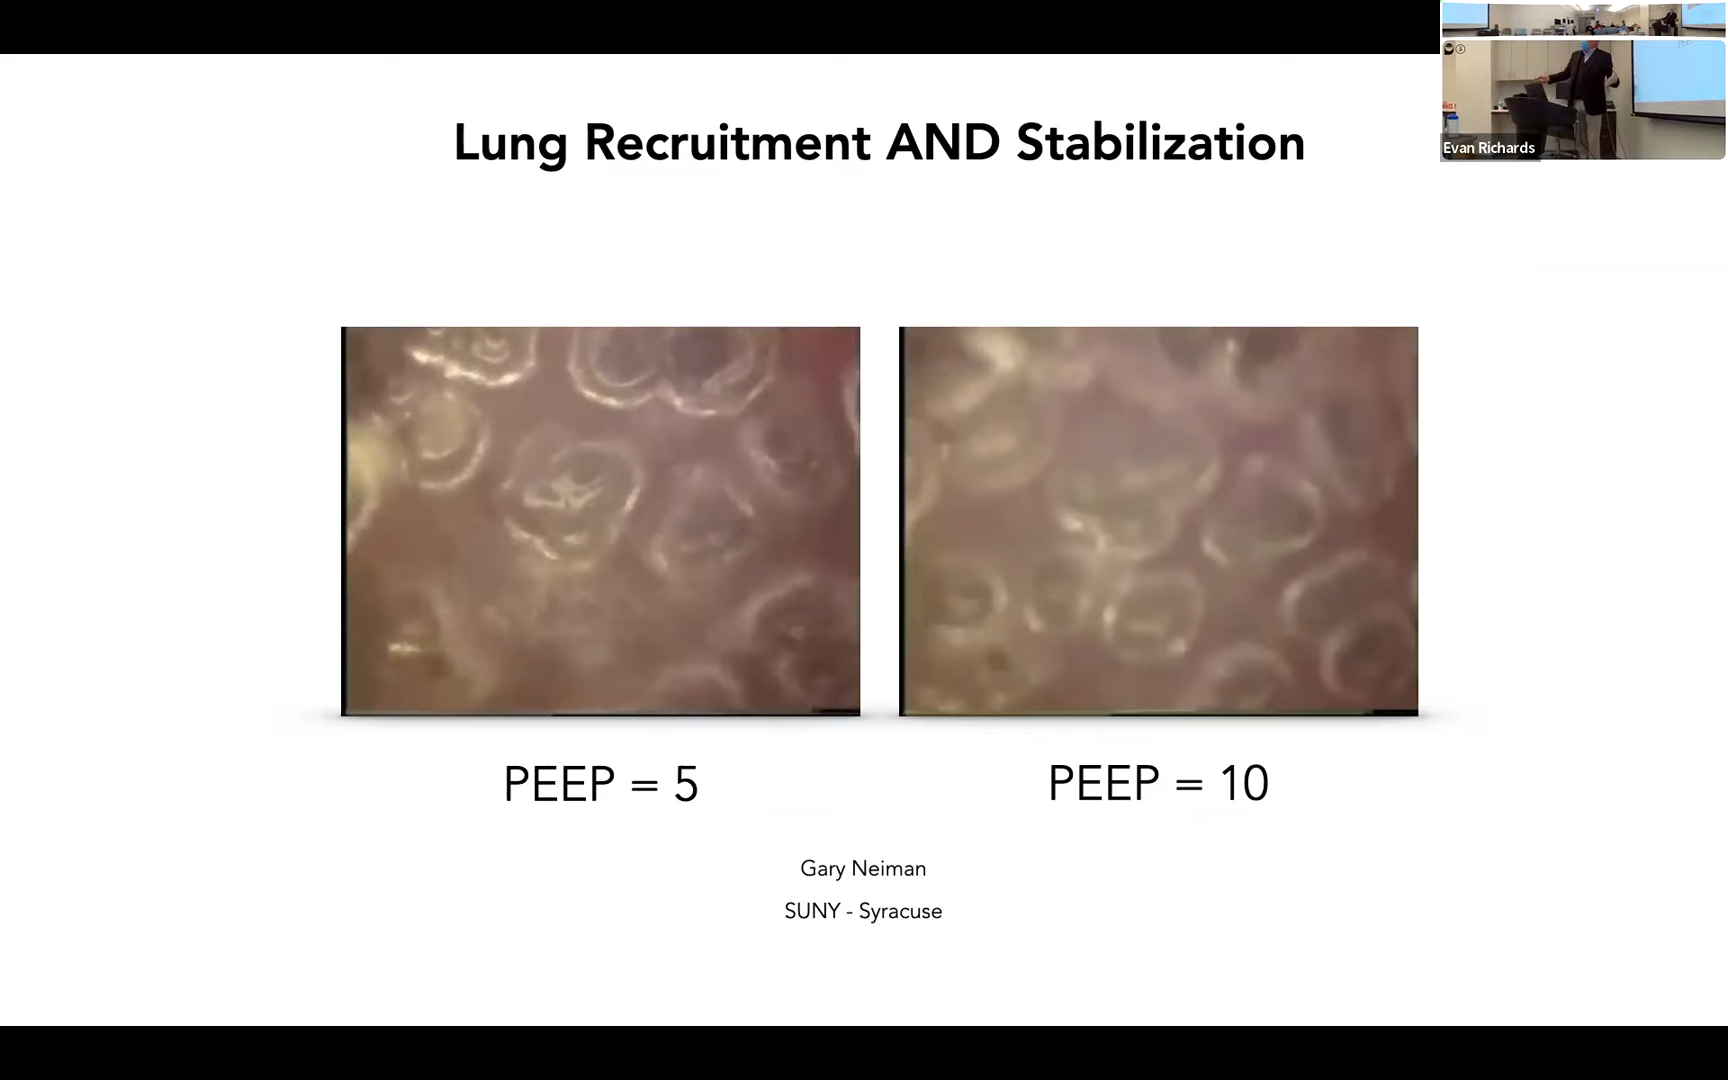 Lung Recruitment AND Stabilization
Evan Richards
PEEP = 5
PEEP = 10
Gary Neiman
SUNY - Syracuse